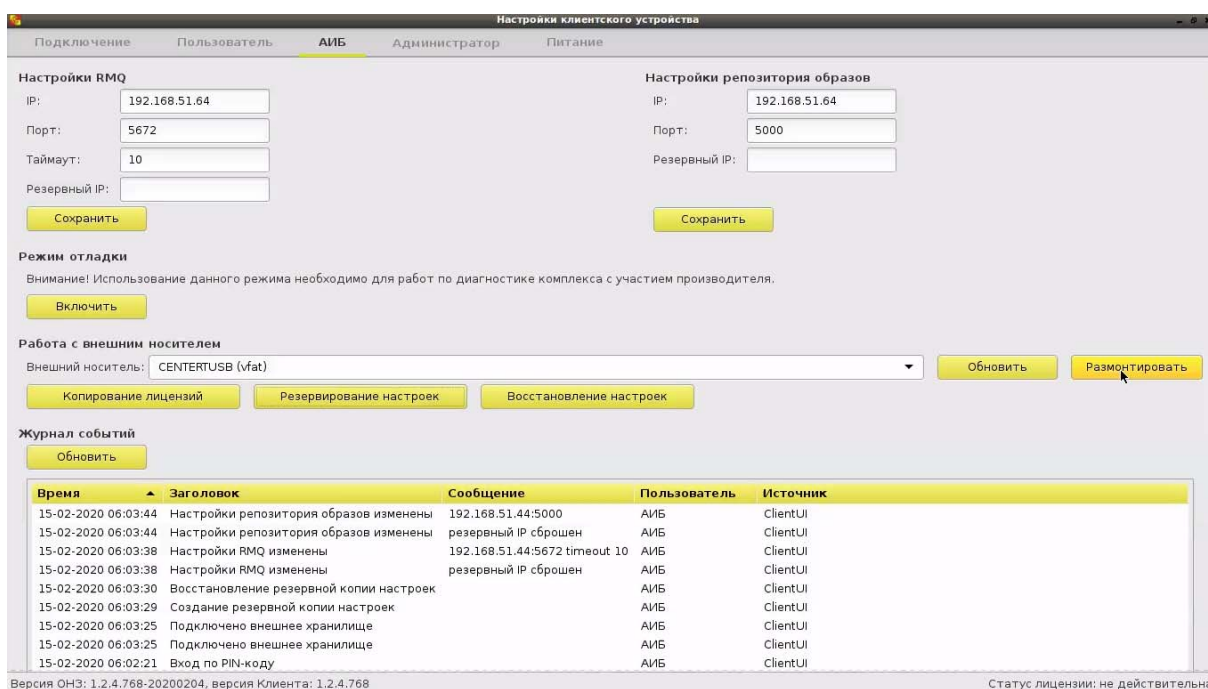 Настройки клиентского устройства
Подключение Пользователь АИБ Администратор Питание
Настройки RMQ Настройки репозитория образов
IP: 192.168.51.64 IP: 192.168.51.64
Порт: 5672 Порт: 5000
Таймаут: 10 Резервный IP:
Резервный IP:
Сохранить Сохранить
Режим отладки
Внимание! Использование данного режима необходимо для работ по диагностике комплекса с участием производителя.
Включить
Работа с внешним носителем
Внешний носитель: CENTERTUSB (vfat) Обновить Размонтировать
Копирование лицензий Резервирование настроек Восстановление настроек
Журнал событий
Обновить
Время Заголовок Сообщение Пользователь Источник
15-02-2020 06:03:44 Настройки репозитория образов изменены 192.168.51.44:5000 АИБ ClientUI
15-02-2020 06:03:44 Настройки репозитория образов изменены резервный IP сброшен АИБ ClientUI
15-02-2020 06:03:38 Настройки RMQ изменены 192.168.51.44:5672 timeout 10 АИБ ClientUI
15-02-2020 06:03:38 Настройки RMQ изменены резервный IP сброшен АИБ ClientUI
15-02-2020 06:03:30 Восстановление резервной копии настроек АИБ ClientUI
15-02-2020 06:03:29 Создание резервной копии настроек АИБ ClientUI
15-02-2020 06:03:25 Подключено внешнее хранилище АИБ ClientUI
15-02-2020 06:03:25 Подключено внешнее хранилище АИБ ClientUI
15-02-2020 06:02:21 Вход по PIN-коду АИБ ClientUI
Версия ОНЗ: 1.2.4.768-20200204, версия Клиента: 1.2.4.768 Статус лицензии: не действительна